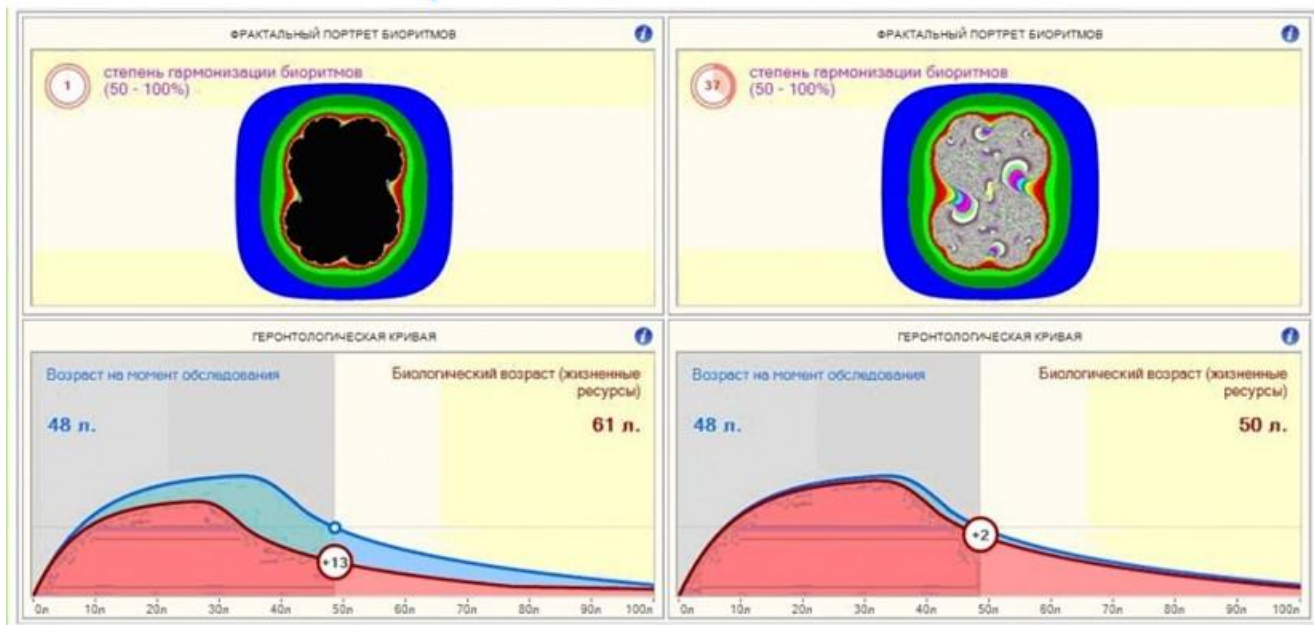 ФРАКТАЛЬНЫЙ ПОРТРЕТ БИОРИТМОВ
i
1
степень гармонизации биоритмов
(50 - 100%)
ФРАКТАЛЬНЫЙ ПОРТРЕТ БИОРИТМОВ
i
37
степень гармонизации биоритмов
(50 - 100%)
ГЕРОНТОЛОГИЧЕСКАЯ КРИВАЯ
i
Возраст на момент обследования
Биологический возраст (жизненные
ресурсы)
48 л.
61 л.
+13
0л 10л 20л 30л 40л 50л 60л 70л 80л 90л 100л
ГЕРОНТОЛОГИЧЕСКАЯ КРИВАЯ
i
Возраст на момент обследования
Биологический возраст (жизненные
ресурсы)
48 л.
50 л.
+2
0л 10л 20л 30л 40л 50л 60л 70л 80л 90л 100л